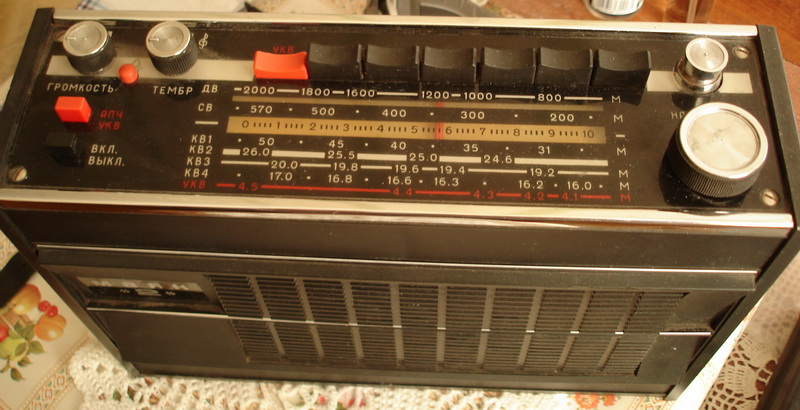 УКВ
ГРОМКОСТЬ
ТЕМБР
ДВ 2000 1800 1600 1200 1000 800 М
СВ 570 500 400 300 200 М
0 1 2 3 4 5 6 7 8 9 10
КВ1 50 45 40 35 31 М
КВ2 26.0 25.5 25.0 24.6 М
КВ3 20.0 19.8 19.6 19.4 19.2 М
КВ4 17.0 16.8 16.6 16.3 16.2 16.0 М
УКВ 4.5 4.4 4.3 4.2 4.1 М
АПЧ
УКВ
ВКЛ.
ВЫКЛ.